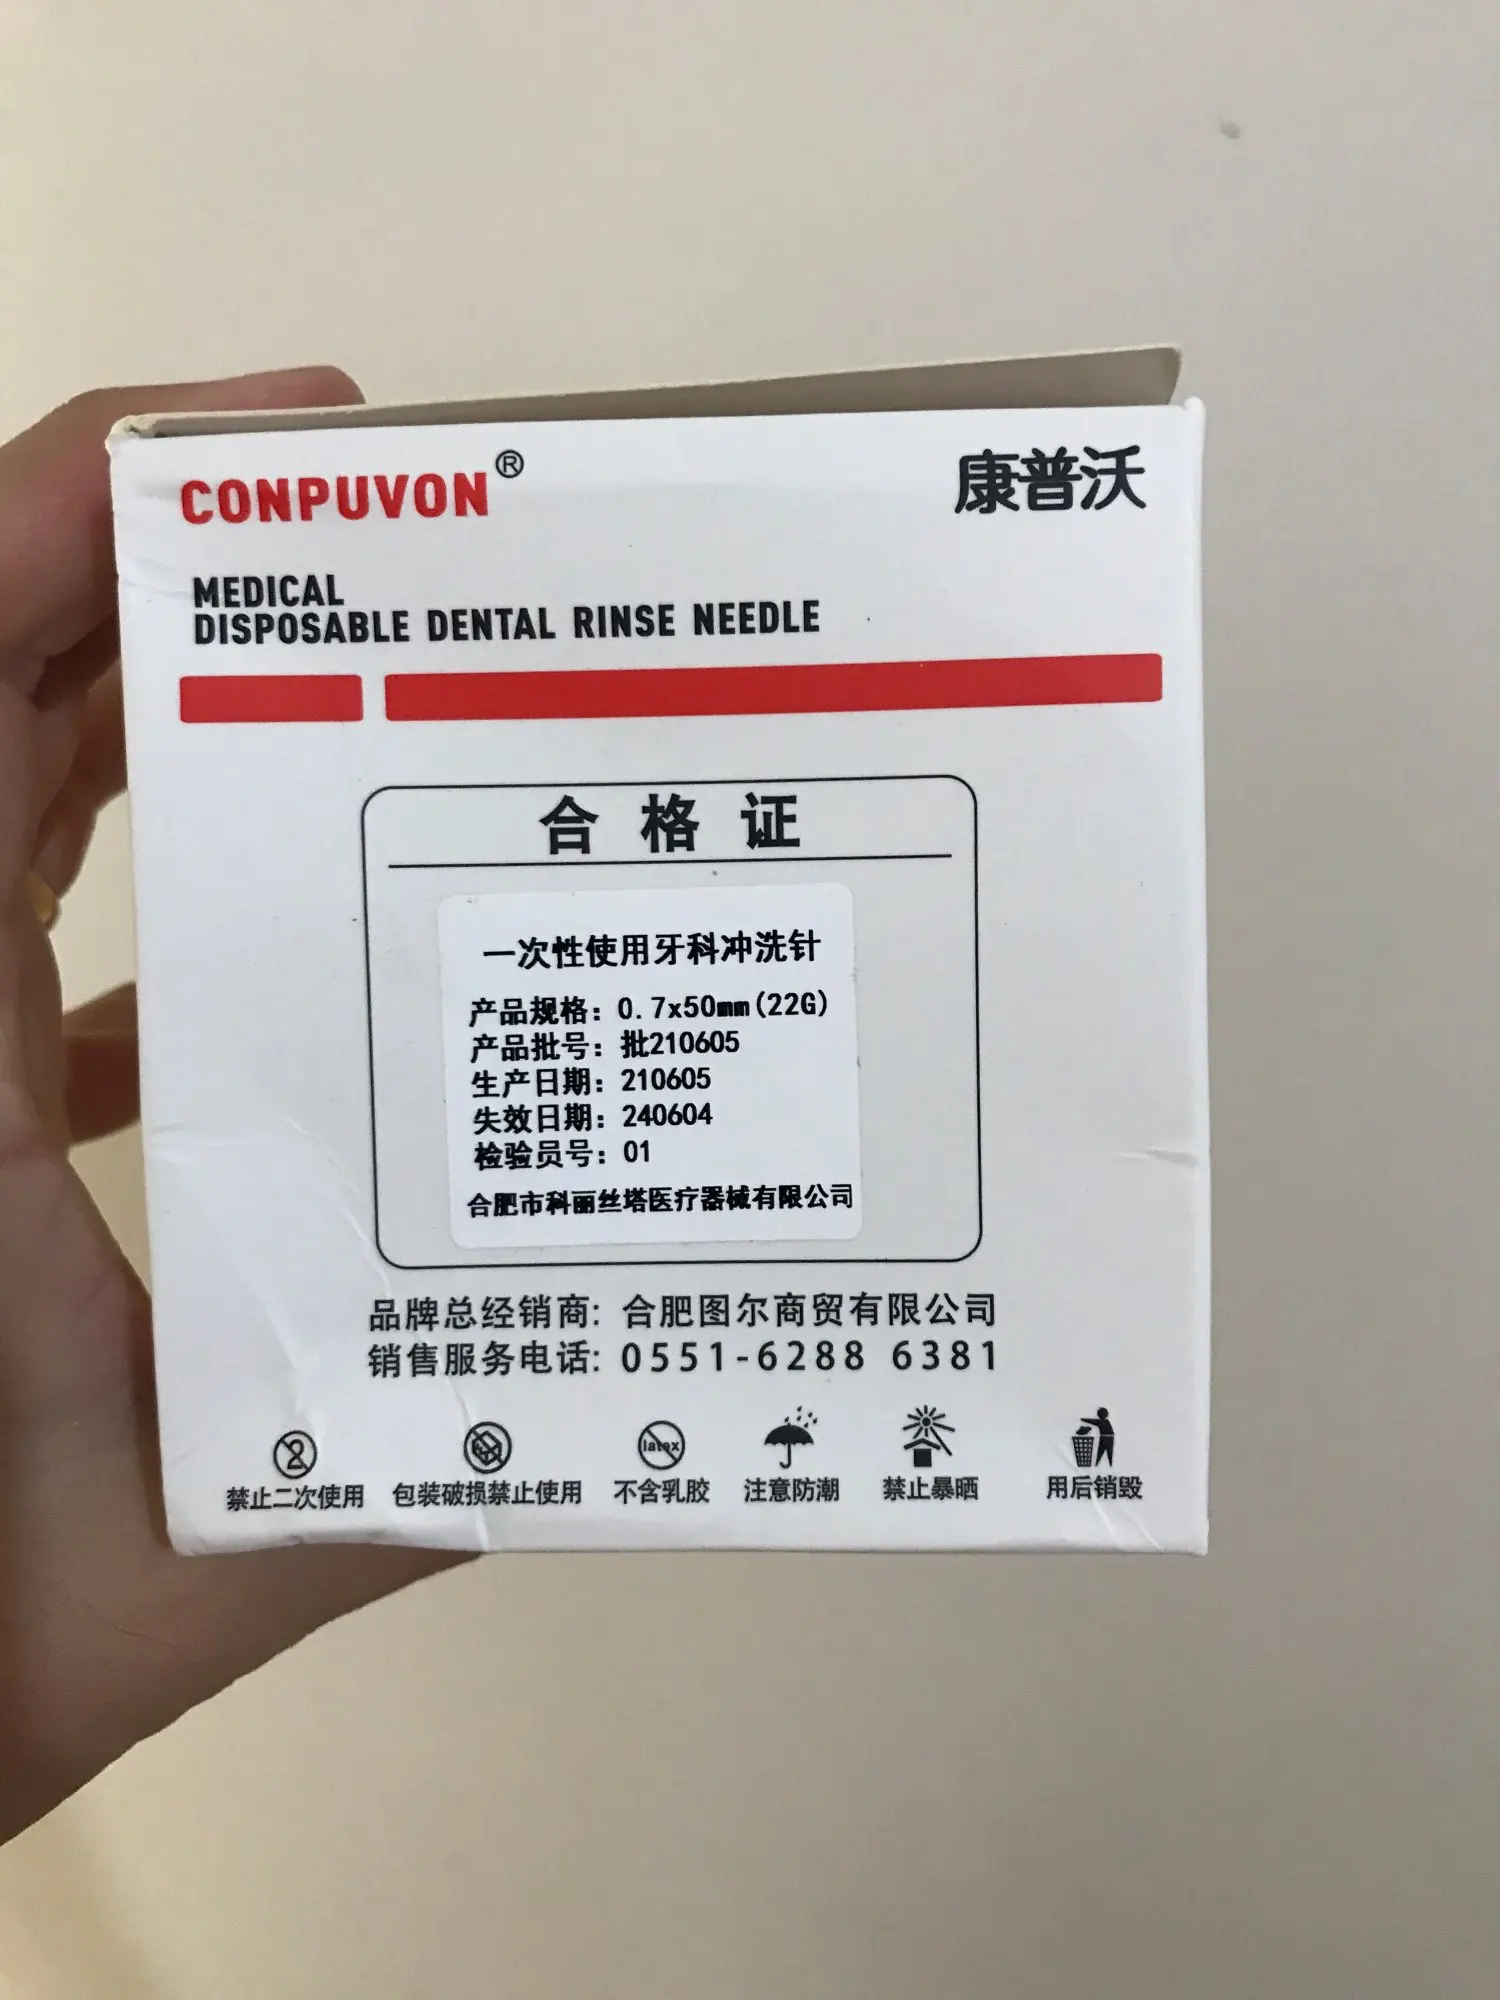 CONPUVON®
康普沃
MEDICAL
DISPOSABLE DENTAL RINSE NEEDLE
合格证
一次性使用牙科冲洗针
产品规格：0.7x50mm(22G)
产品批号：批210605
生产日期：210605
失效日期：240604
检验员号：01
合肥市科丽丝塔医疗器械有限公司
品牌总经销商: 合肥图尔商贸有限公司
销售服务电话: 0551-6288 6381
2
latex
禁止二次使用 包装破损禁止使用 不含乳胶 注意防潮 禁止暴晒 用后销毁